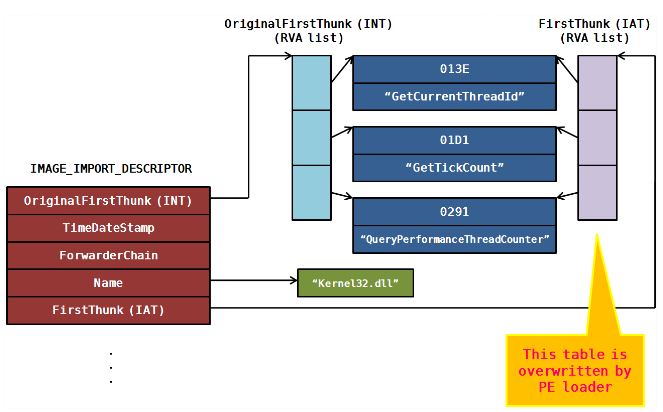 OriginalFirstThunk (INT)
(RVA list)
FirstThunk (IAT)
(RVA list)
013E
“GetCurrentThreadId”
01D1
“GetTickCount”
0291
“QueryPerformanceThreadCounter”
IMAGE_IMPORT_DESCRIPTOR
OriginalFirstThunk (INT)
TimeDateStamp
ForwarderChain
Name
FirstThunk (IAT)
“Kernel32.dll”
.
.
.
This table is
overwritten by
PE loader